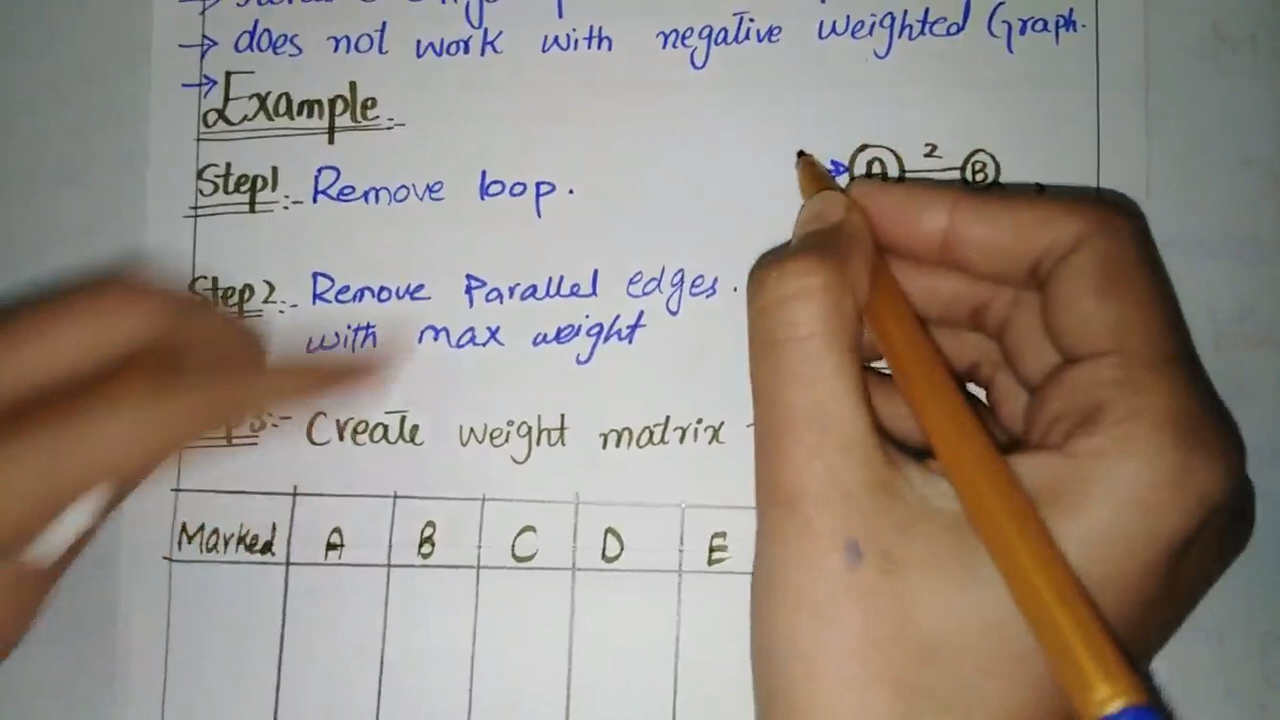 → does not work with negative weighted Graph.
→ Example:-
Step1:- Remove loop.
A 2 B
Step2:- Remove Parallel edges.
with max weight
Create weight matrix
Marked A B C D E